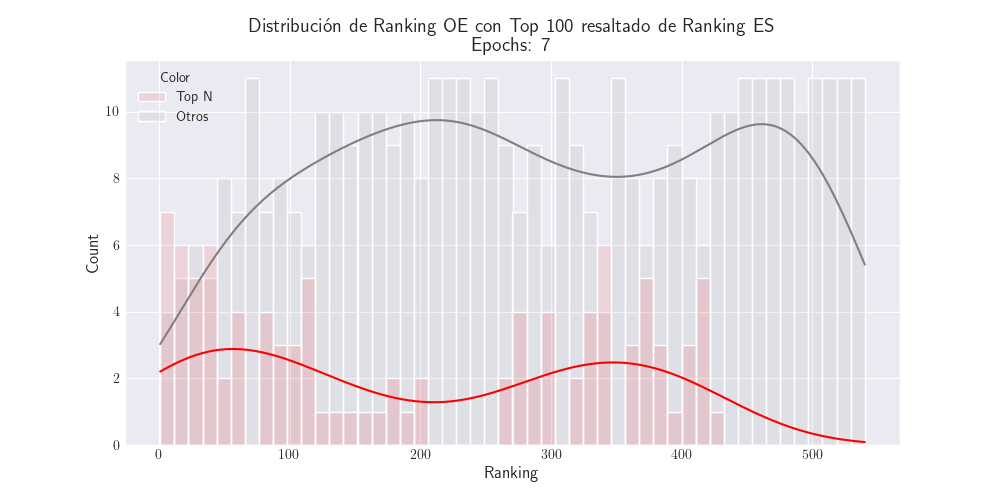 Distribución de Ranking OE con Top 100 resaltado de Ranking ES
Epochs: 7
Color
Top N
Otros
Count
10
8
6
4
2
0
0 100 200 300 400 500
Ranking